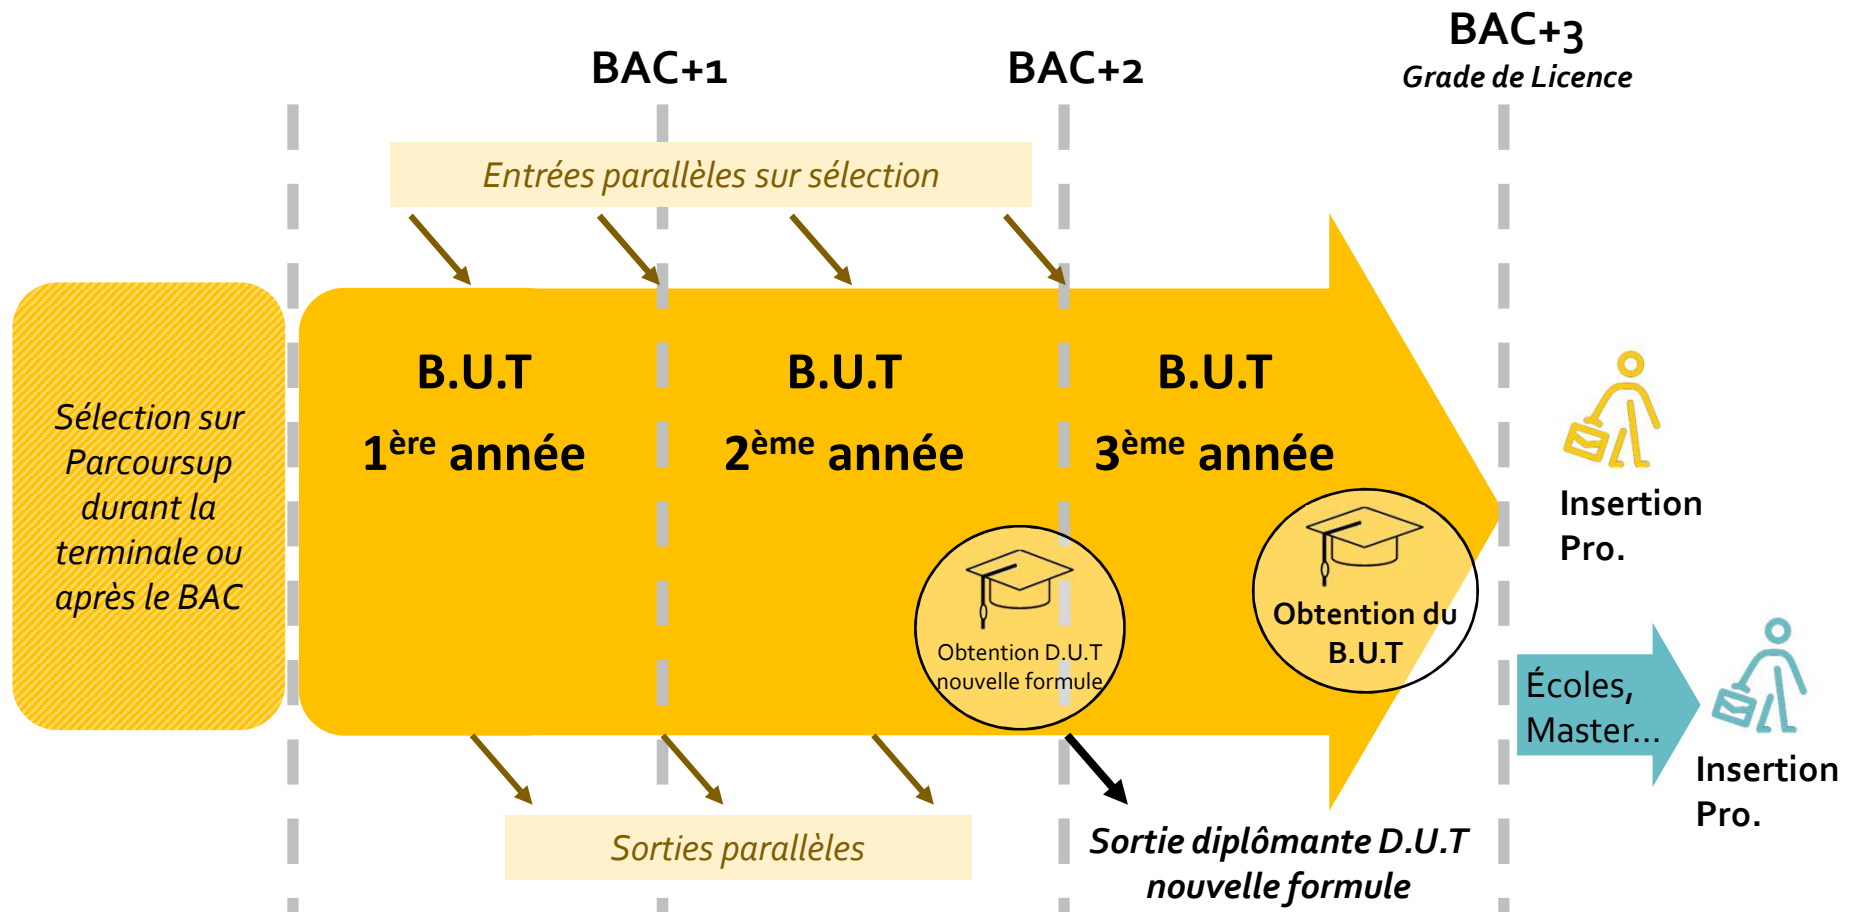 BAC+1
BAC+2
BAC+3
Grade de Licence
Entrées parallèles sur sélection
Sélection sur
Parcoursup
durant la
terminale ou
après le BAC
B.U.T
1ère année
B.U.T
2ème année
B.U.T
3ème année
Obtention D.U.T
nouvelle formule
Obtention du
B.U.T
Insertion
Pro.
Écoles,
Master...
Insertion
Pro.
Sorties parallèles
Sortie diplômante D.U.T
nouvelle formule